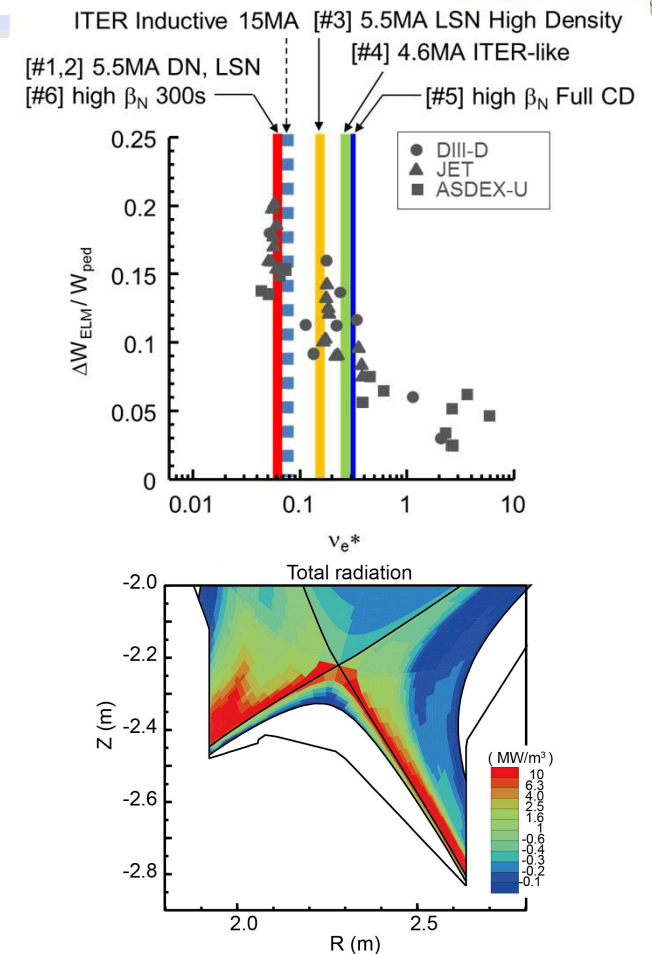 ITER Inductive 15MA [#3] 5.5MA LSN High Density
[#4] 4.6MA ITER-like
[#1,2] 5.5MA DN, LSN
[#6] high βN 300s
[#5] high βN Full CD
DIII-D
JET
ASDEX-U
0.25
0.2
0.15
0.1
0.05
0
ΔWELM / Wped
0.01 0.1 1 10
νe*
Total radiation
-2.0
-2.2
-2.4
-2.6
-2.8
Z (m)
( MW/m³ )
10
6.3
4.0
2.5
1.6
1
-0.6
-0.4
-0.3
-0.2
-0.1
2.0 2.5
R (m)